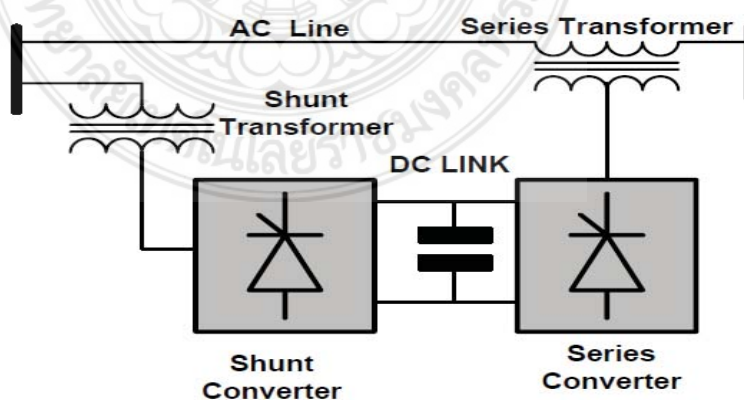 AC Line
Series Transformer
Shunt
Transformer
DC LINK
Shunt
Converter
Series
Converter